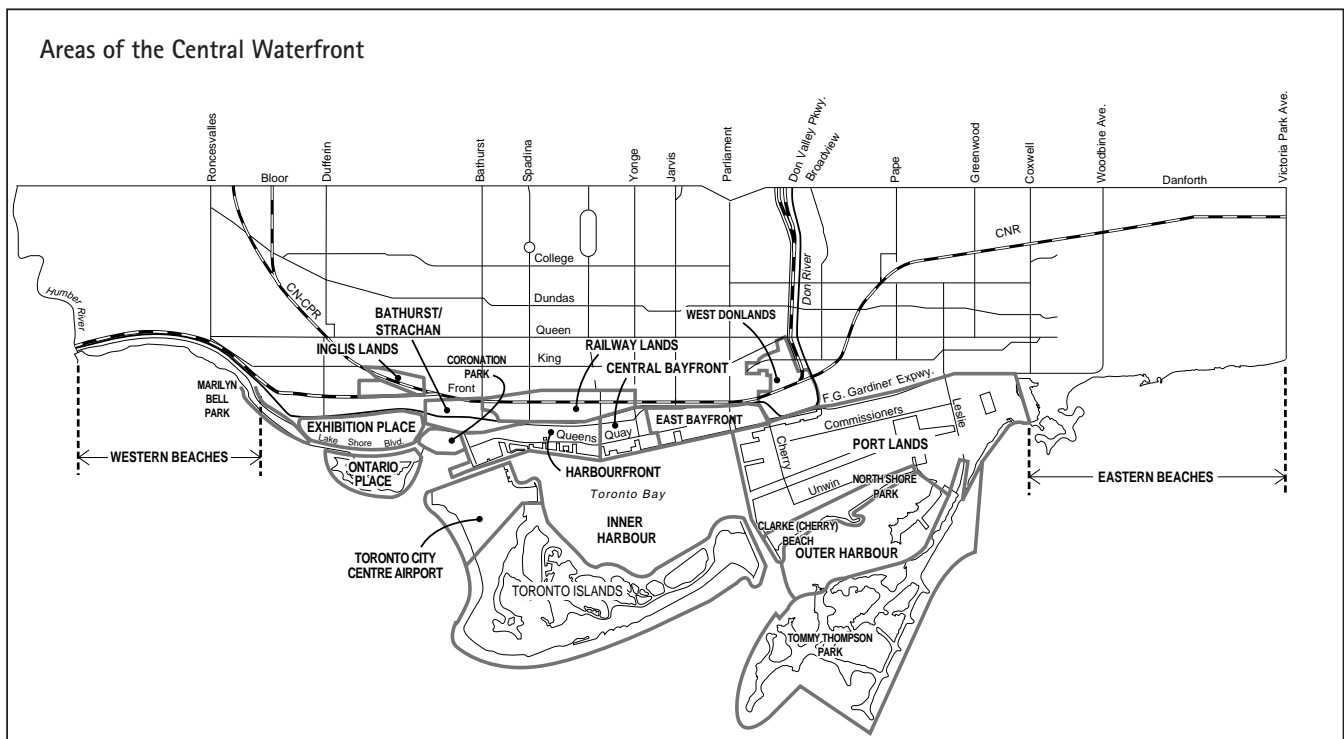 Areas of the Central Waterfront
Roncesvalles
Bloor
Dufferin
Bathurst
Spadina
Yonge
Jarvis
Parliament
Don Valley Pkwy.
Broadview
Pape
Greenwood
Coxwell
Woodbine Ave.
Danforth
Victoria Park Ave.
CNR
College
Don River
Humber
River
CN-CPR
Dundas
BATHURST/
STRACHAN
WEST DONLANDS
Queen
INGLIS LANDS
RAILWAY LANDS
CORONATION
PARK
King
CENTRAL BAYFRONT
MARILYN
BELL
PARK
Front
F.G. Gardiner Expwy.
EXHIBITION PLACE
EAST BAYFRONT
Commissioners
Leslie
Lake Shore Blvd.
Queens Quay
Cherry
PORT LANDS
WESTERN BEACHES
ONTARIO
PLACE
HARBOURFRONT
EASTERN BEACHES
Unwin
NORTH SHORE
PARK
Toronto Bay
INNER
HARBOUR
CLARKE (CHERRY)
BEACH
OUTER HARBOUR
TORONTO CITY
CENTRE AIRPORT
TORONTO ISLANDS
TOMMY THOMPSON
PARK